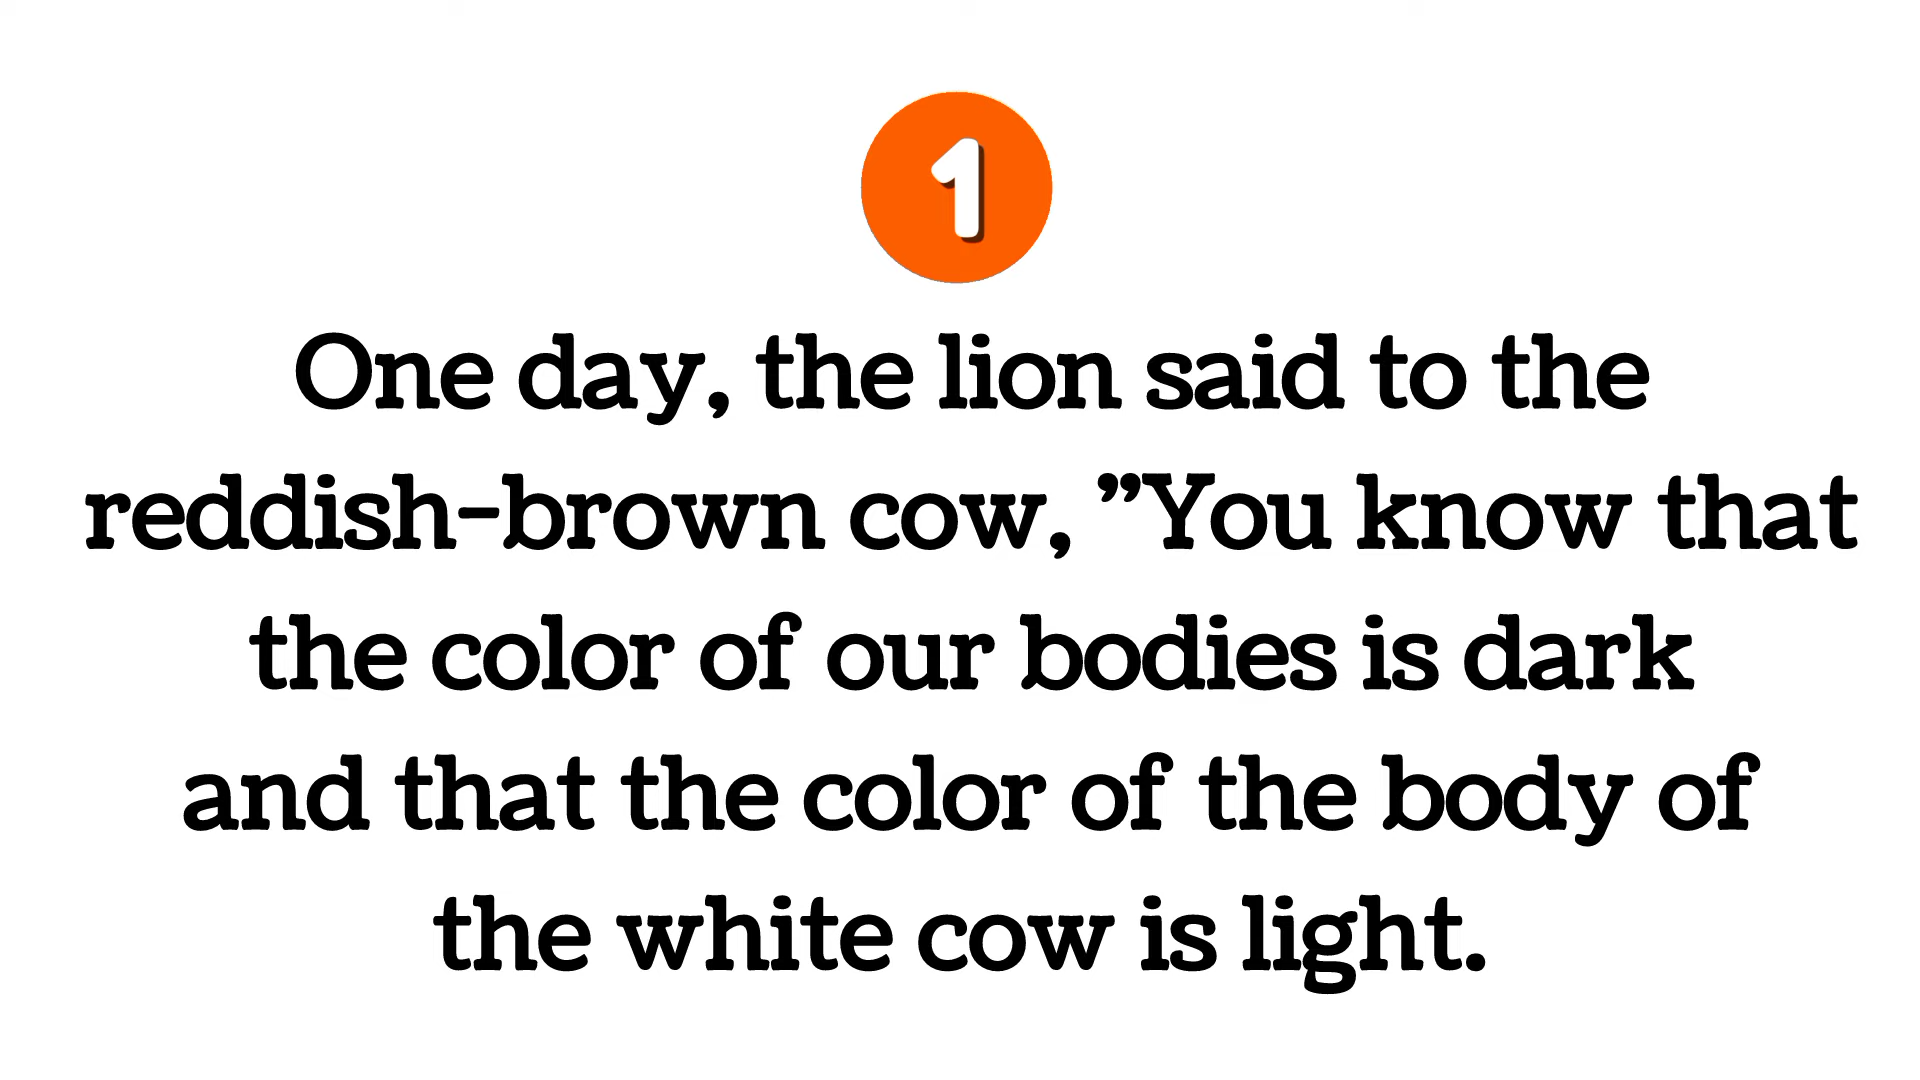 1
One day, the lion said to the
reddish-brown cow, ”You know that
the color of our bodies is dark
and that the color of the body of
the white cow is light.